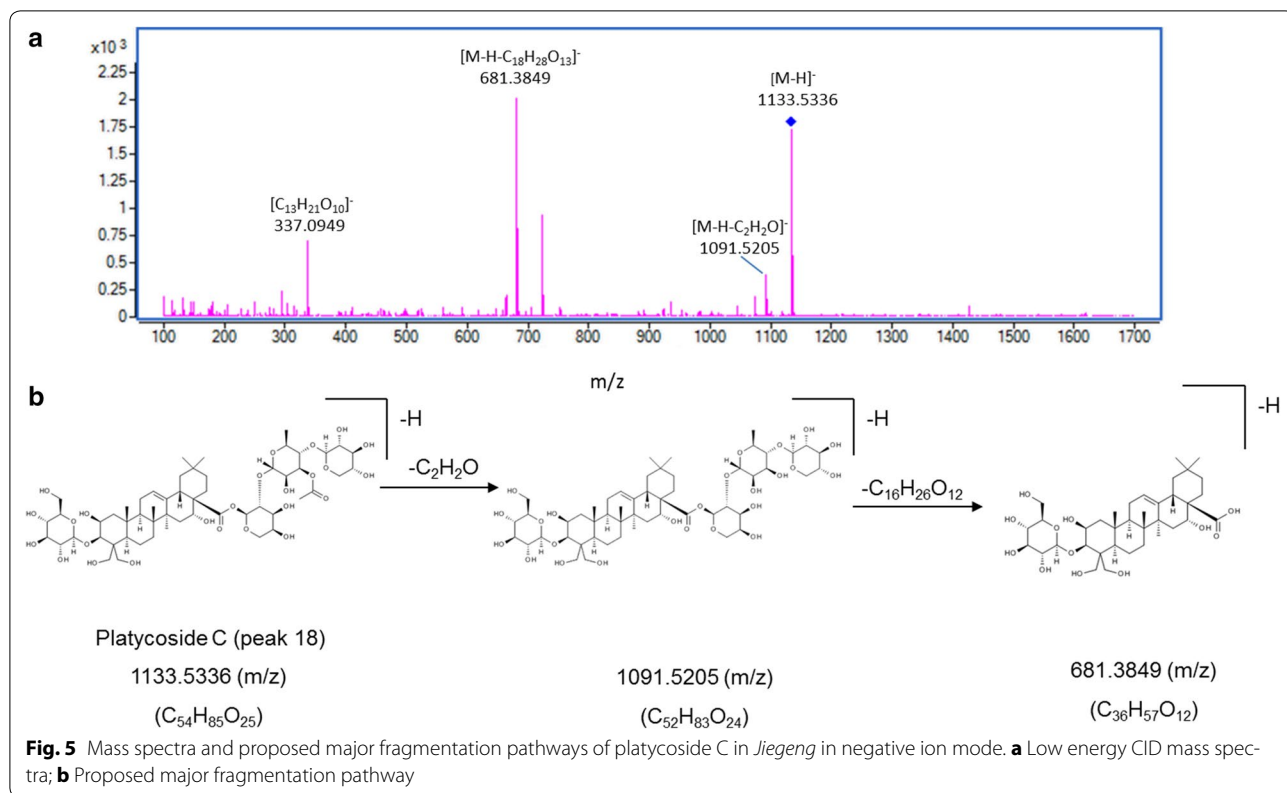 a
x10³
2.25
2
1.75
1.5
1.25
1
0.75
0.5
0.25
0
[M-H-C₁₈H₂₈O₁₃]⁻
681.3849
[M-H]⁻
1133.5336
[C₁₃H₂₁O₁₀]⁻
337.0949
[M-H-C₂H₂O]⁻
1091.5205
100 200 300 400 500 600 700 800 900 1000 1100 1200 1300 1400 1500 1600 1700
m/z
b
-H
-H
-H
-C₂H₂O
-C₁₆H₂₆O₁₂
Platycoside C (peak 18)
1133.5336 (m/z)
1091.5205 (m/z)
681.3849 (m/z)
(C₅₄H₈₅O₂₅)
(C₅₂H₈₃O₂₄)
(C₃₆H₅₇O₁₂)
Fig. 5 Mass spectra and proposed major fragmentation pathways of platycoside C in Jiegeng in negative ion mode. a Low energy CID mass spec-
tra; b Proposed major fragmentation pathway